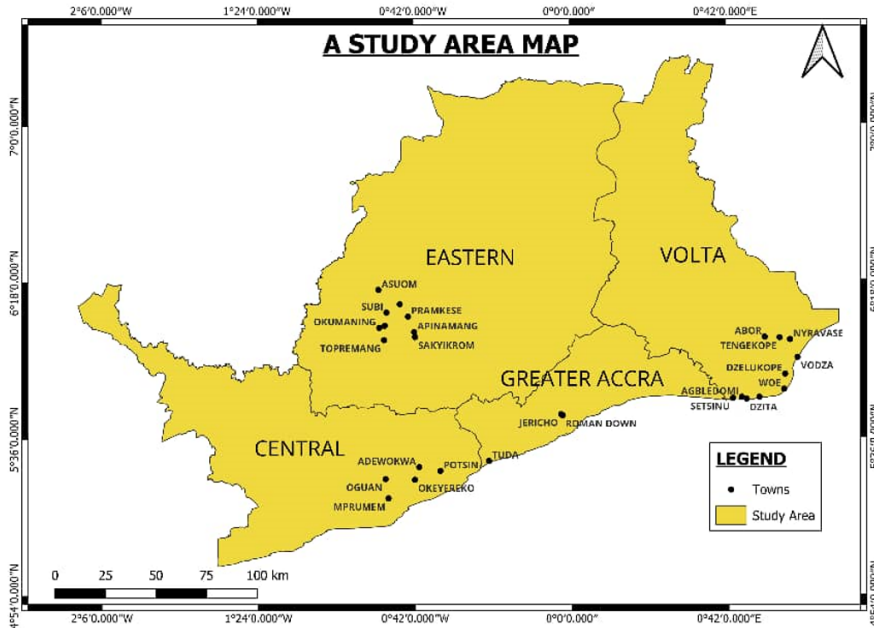 2°6'0.000"W 1°24'0.000"W 0°42'0.000"W 0°0'0.000" 0°42'0.000"E
A STUDY AREA MAP
7°0'0.000"N
6°18'0.000"N
5°36'0.000"N
4°54'0.000"N
EASTERN
VOLTA
ASUOM
SUBI
PRAMKESE
OKUMANING
APINAMANG
TOPREMANG
SAKYIKROM
ABOR
NYRAVASE
TENGEKOPE
VODZA
DZELUKOPE
WOE
AGBLEDOMI
SETSINU
DZITA
GREATER ACCRA
JERICHO
ROMAN DOWN
CENTRAL
TUDA
ADEWOKWA
POTSIN
OGUAN
OKEYEREKO
MPRUMEM
LEGEND
Towns
Study Area
0 25 50 75 100 km
2°6'0.000"W 1°24'0.000"W 0°42'0.000"W 0°0'0.000" 0°42'0.000"E